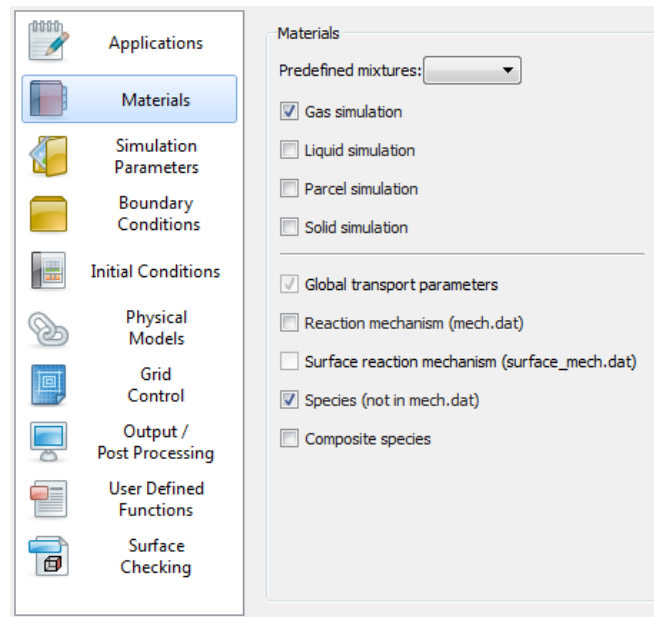 Applications
Materials
Simulation
Parameters
Boundary
Conditions
Initial Conditions
Physical
Models
Grid
Control
Output /
Post Processing
User Defined
Functions
Surface
Checking
Materials
Predefined mixtures:
Gas simulation
Liquid simulation
Parcel simulation
Solid simulation
Global transport parameters
Reaction mechanism (mech.dat)
Surface reaction mechanism (surface_mech.dat)
Species (not in mech.dat)
Composite species